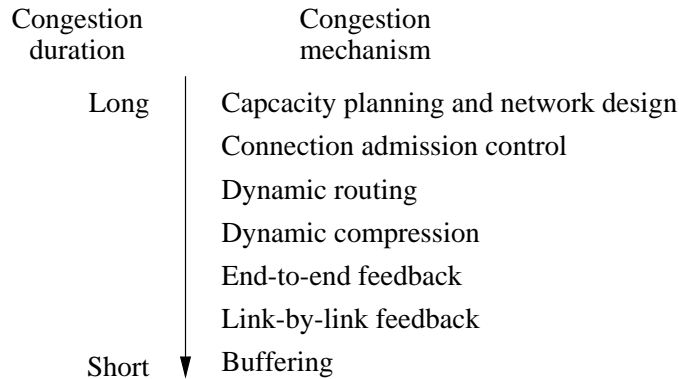 Congestion duration
Congestion mechanism
Long
Capcacity planning and network design
Connection admission control
Dynamic routing
Dynamic compression
End-to-end feedback
Link-by-link feedback
Short
Buffering